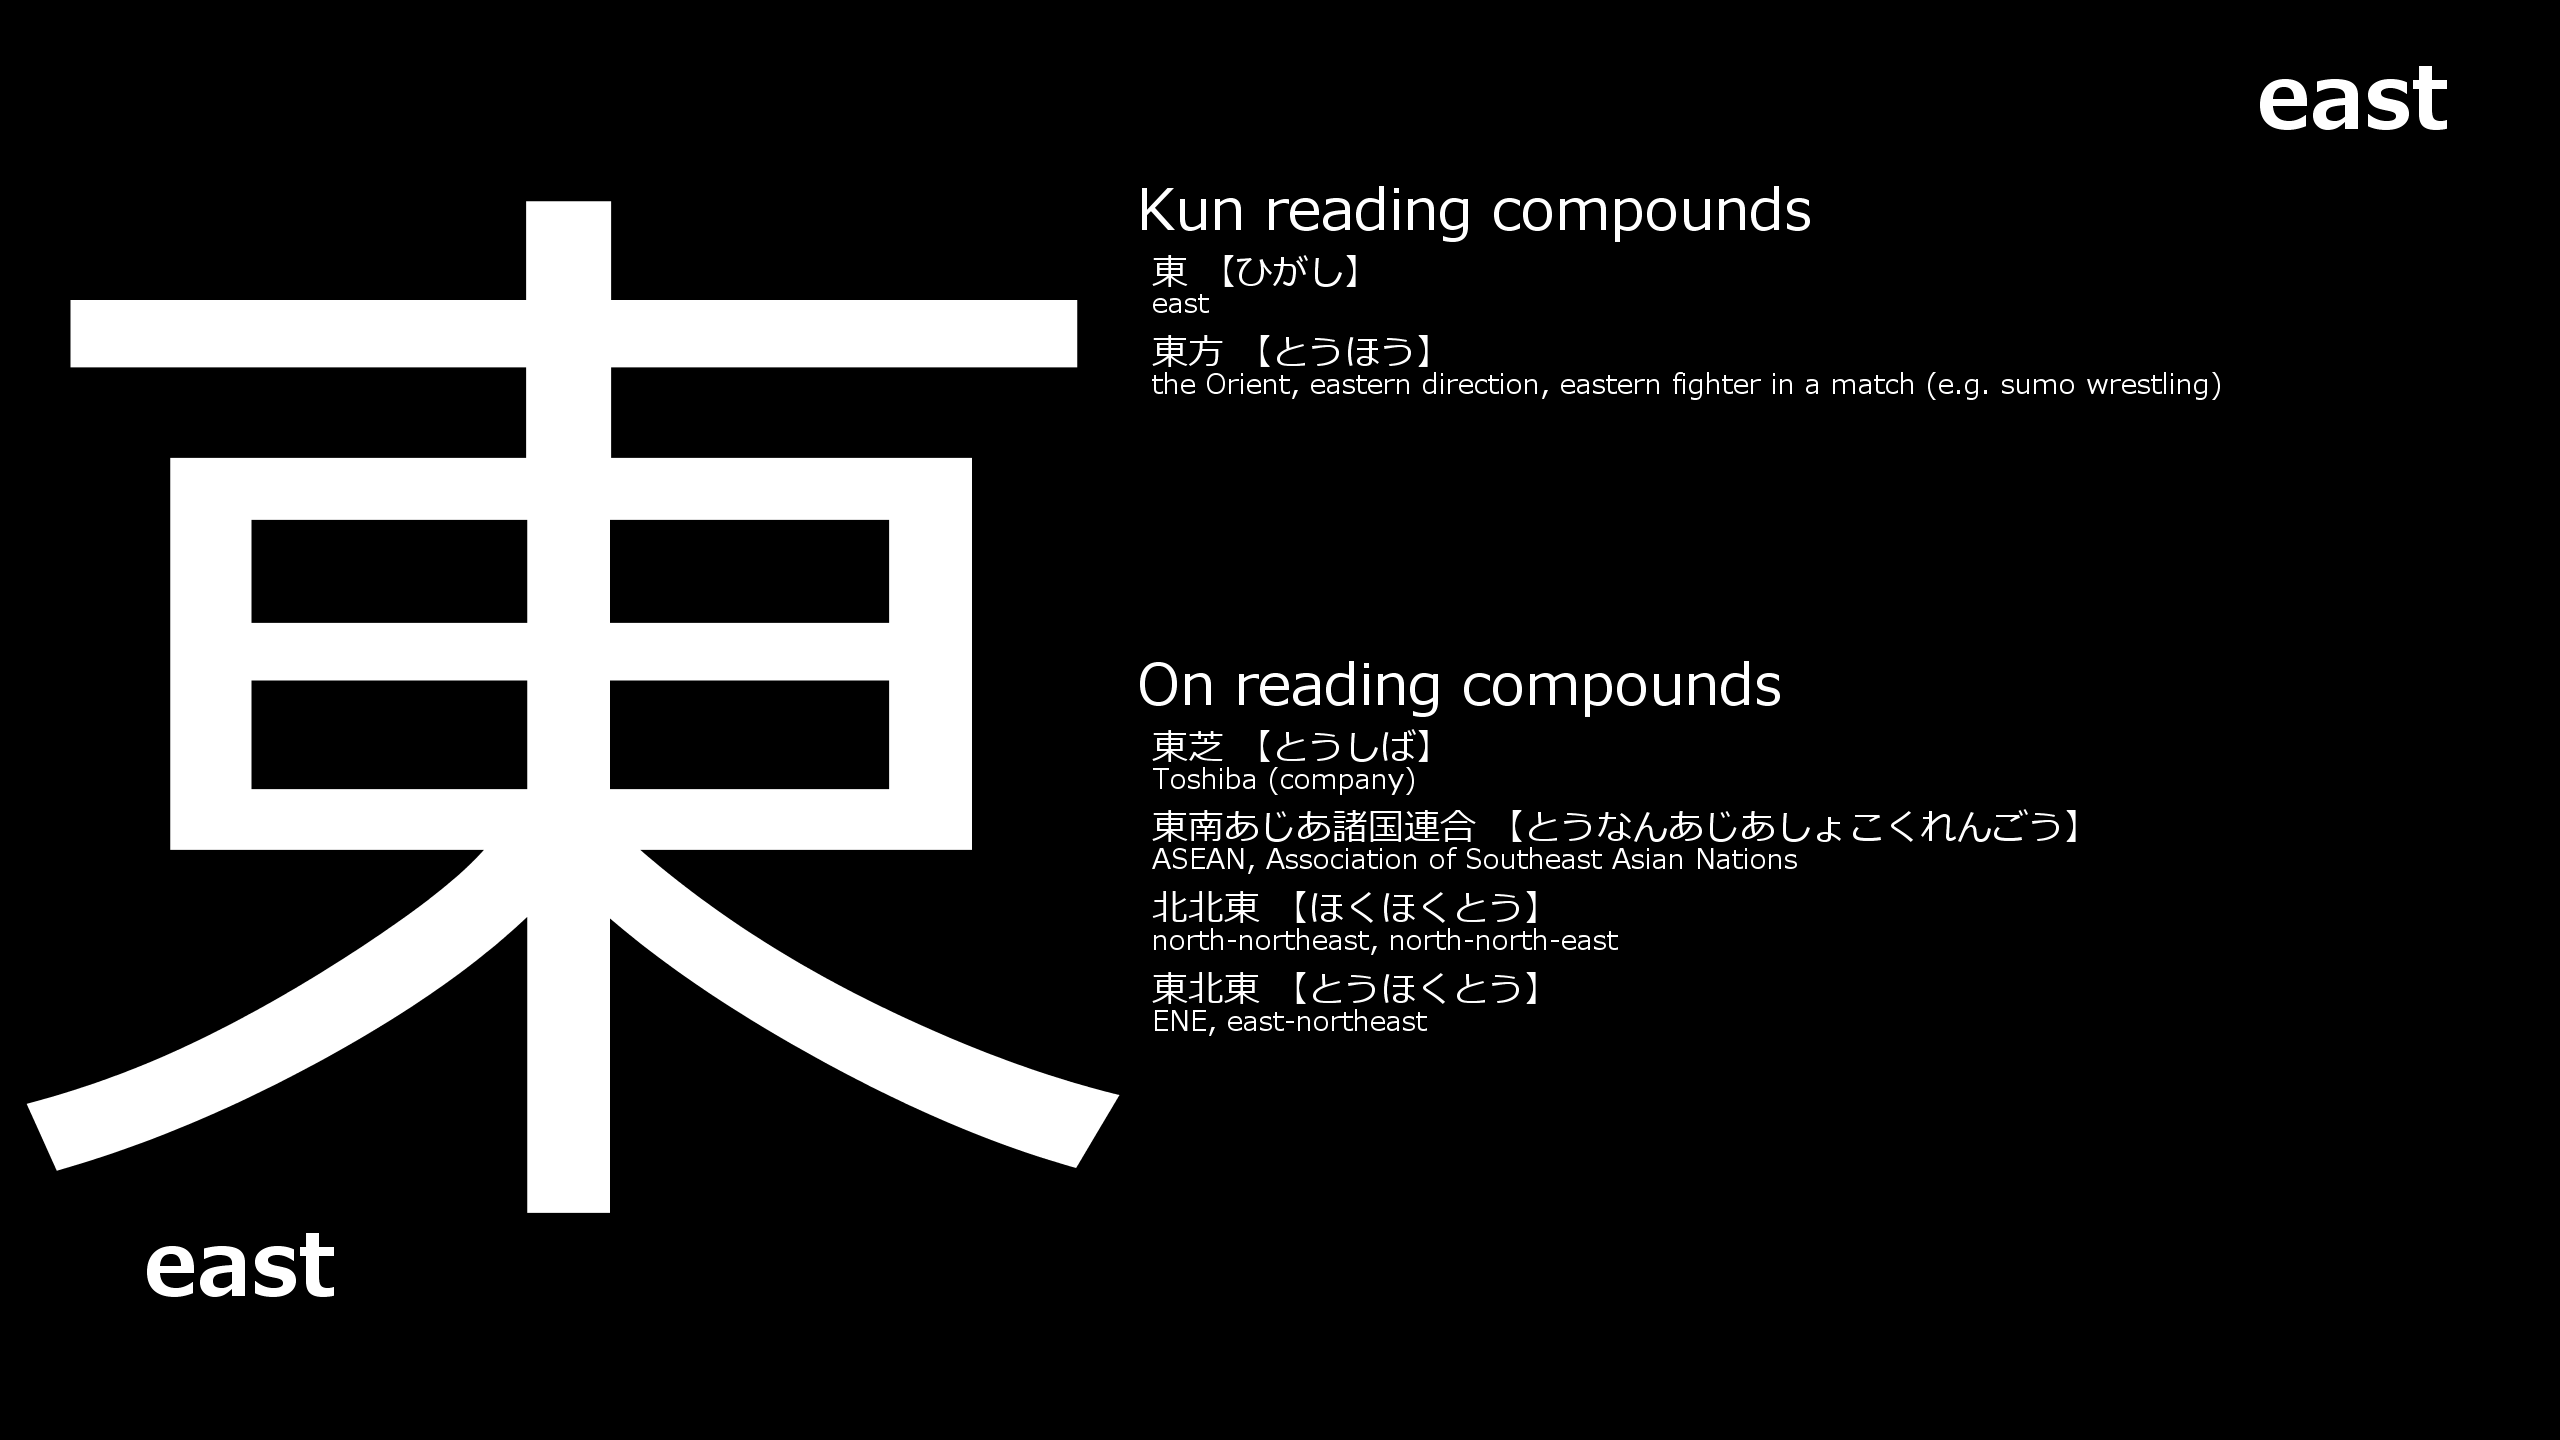 east
東
Kun reading compounds
東 【ひがし】
east
東方 【とうほう】
the Orient, eastern direction, eastern fighter in a match (e.g. sumo wrestling)
On reading compounds
東芝 【とうしば】
Toshiba (company)
東南あじあ諸国連合 【とうなんあじあしょこくれんごう】
ASEAN, Association of Southeast Asian Nations
北北東 【ほくほくとう】
north-northeast, north-north-east
東北東 【とうほくとう】
ENE, east-northeast
east